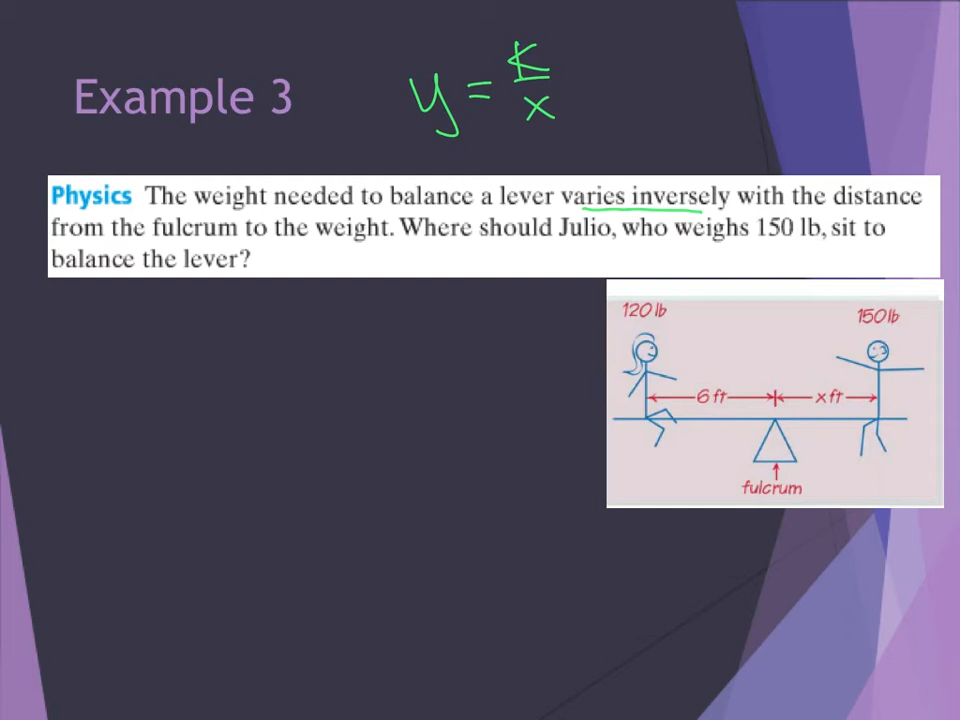 Example 3
y = k/x
Physics The weight needed to balance a lever varies inversely with the distance
from the fulcrum to the weight. Where should Julio, who weighs 150 lb, sit to
balance the lever?
120 lb
150 lb
6 ft
x ft
fulcrum